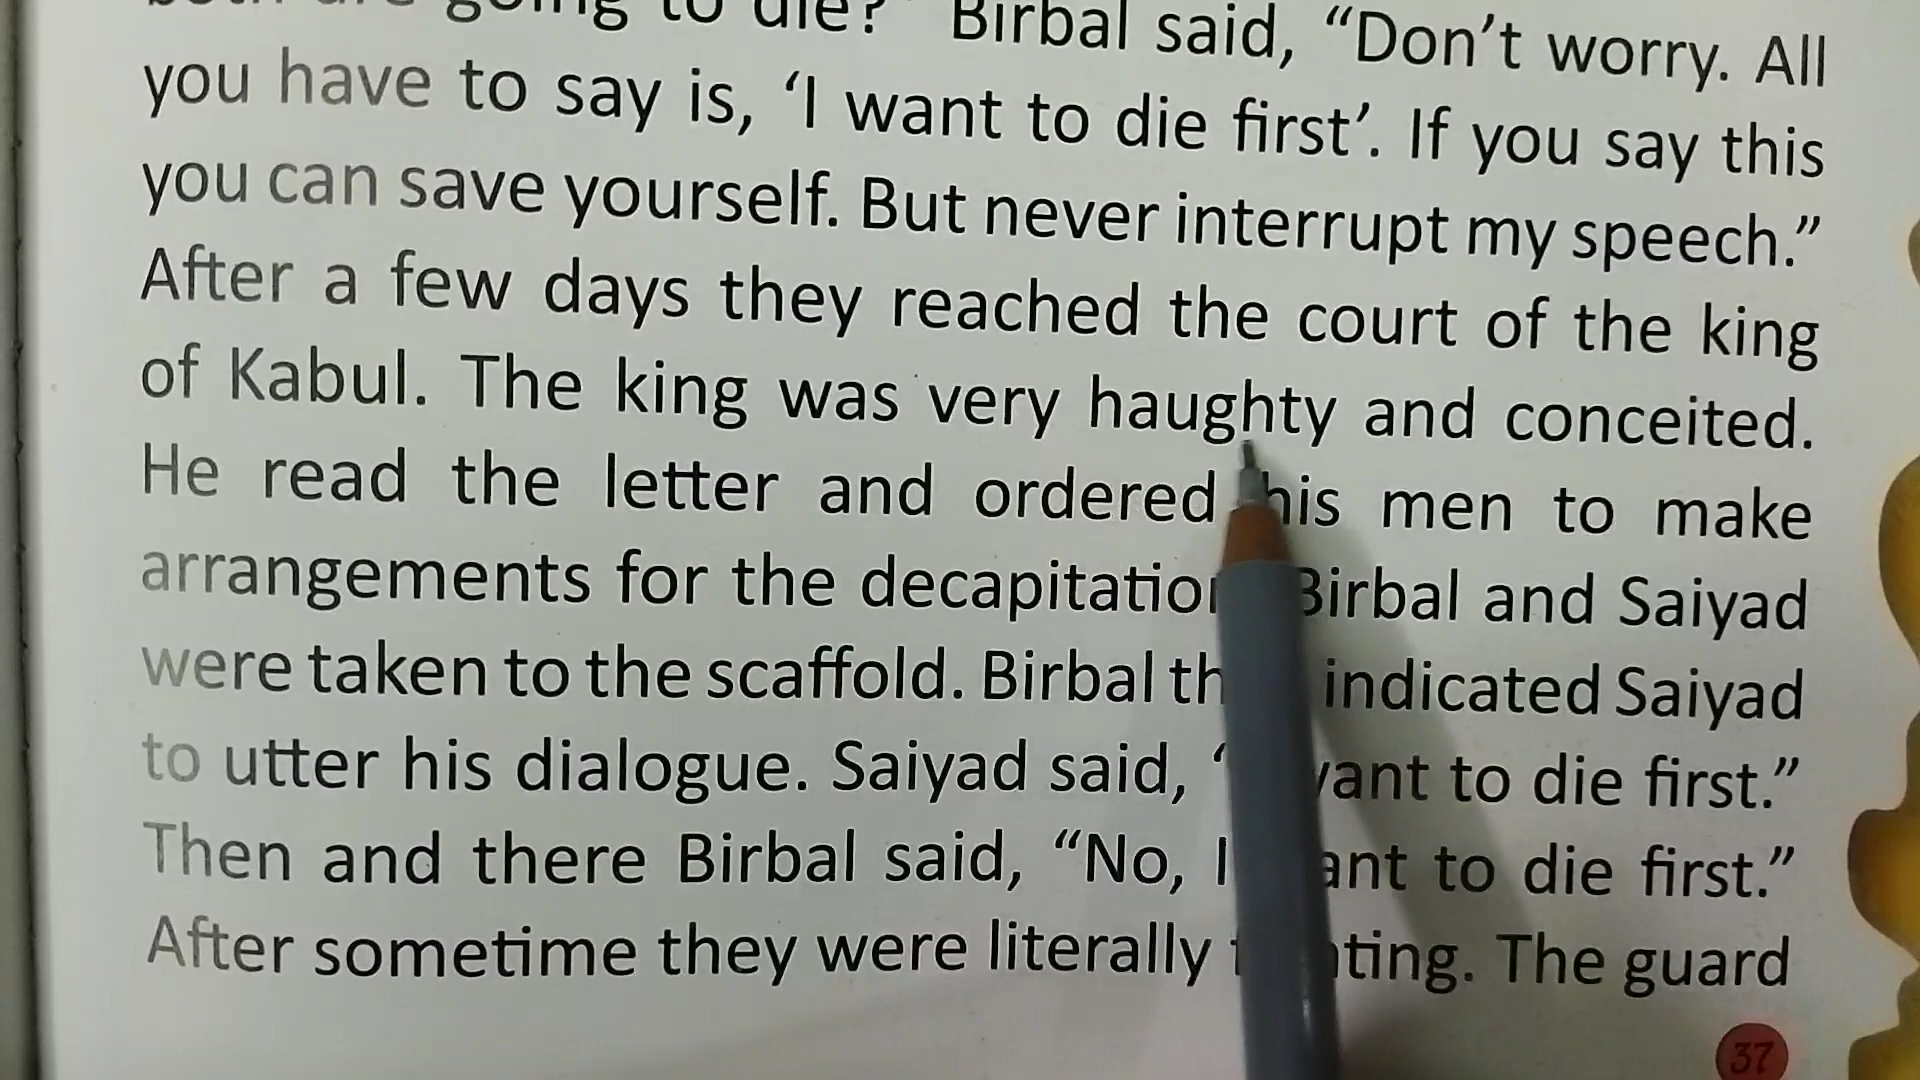 going to die?" Birbal said, “Don’t worry. All
you have to say is, ‘I want to die first’. If you say this
you can save yourself. But never interrupt my speech.”
After a few days they reached the court of the king
of Kabul. The king was very haughty and conceited.
He read the letter and ordered his men to make
arrangements for the decapitation Birbal and Saiyad
were taken to the scaffold. Birbal indicated Saiyad
to utter his dialogue. Saiyad said, “ want to die first.”
Then and there Birbal said, “No, I want to die first.”
After sometime they were literally The guard
37